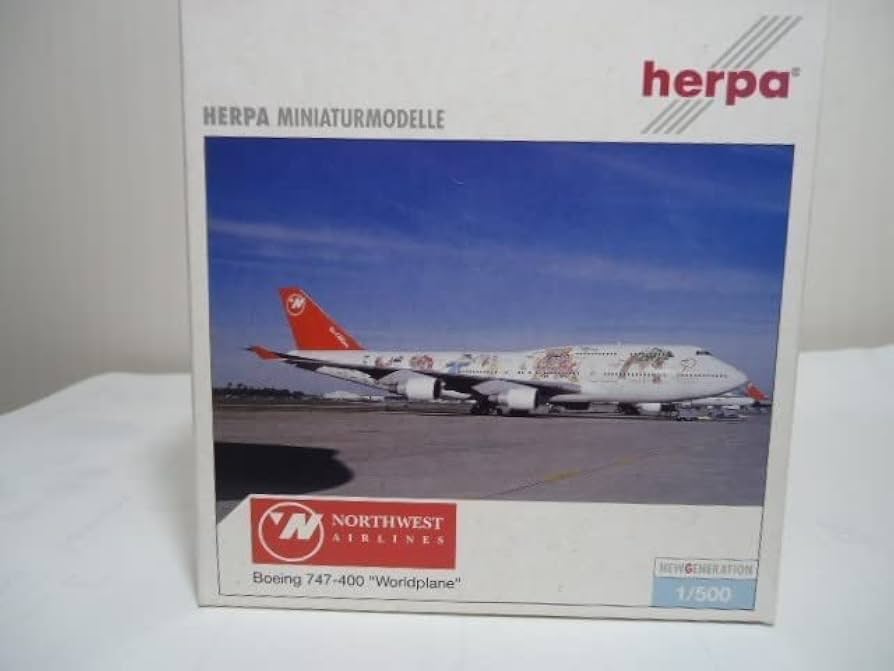 herpa®
HERPA MINIATURMODELLE
NORTHWEST
AIRLINES
Boeing 747-400 "Worldplane"
NEWGENERATION
1/500